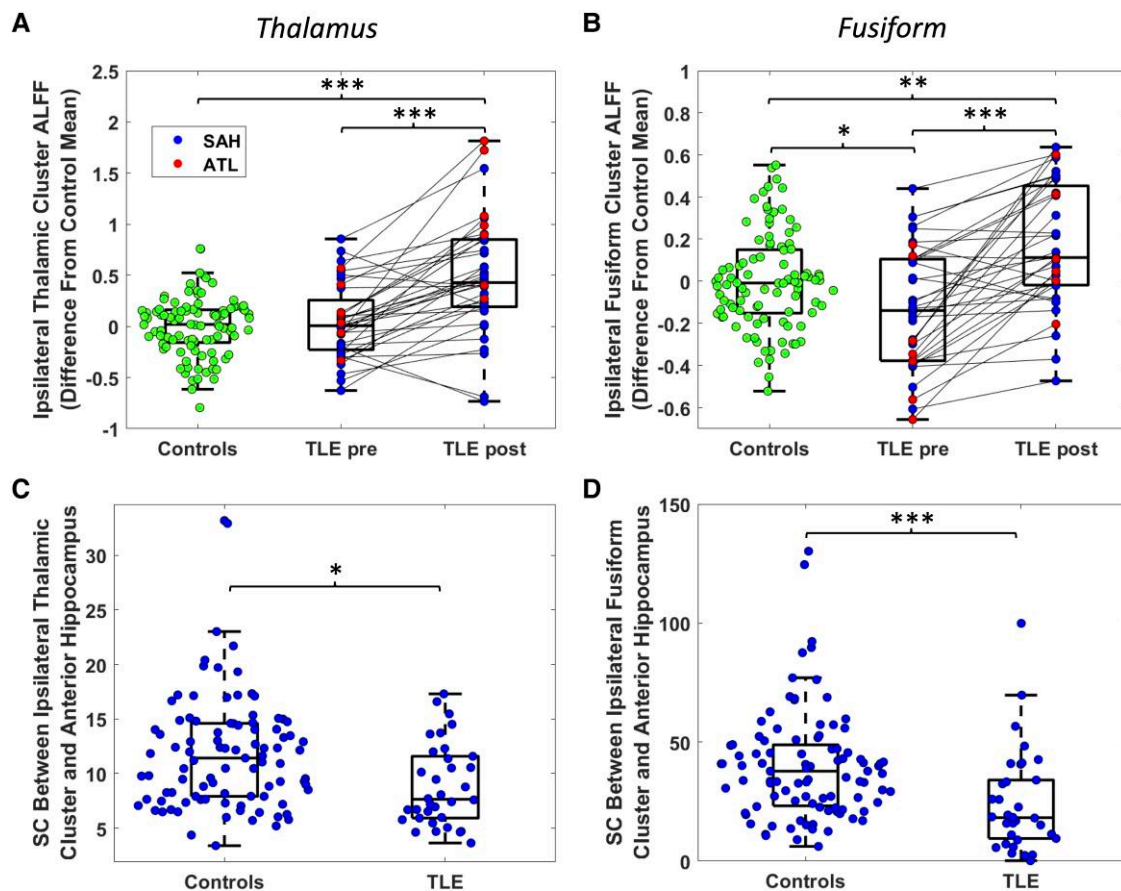 A
Thalamus
Ipsilateral Thalamic Cluster ALFF
(Difference From Control Mean)
2.5
2
1.5
1
0.5
0
-0.5
-1
***
***
SAH
ATL
Controls
TLE pre
TLE post
B
Fusiform
Ipsilateral Fusiform Cluster ALFF
(Difference From Control Mean)
1
0.8
0.6
0.4
0.2
0
-0.2
-0.4
-0.6
**
***
*
Controls
TLE pre
TLE post
C
SC Between Ipsilateral Thalamic
Cluster and Anterior Hippocampus
30
25
20
15
10
5
*
Controls
TLE
D
SC Between Ipsilateral Fusiform
Cluster and Anterior Hippocampus
150
100
50
0
***
Controls
TLE